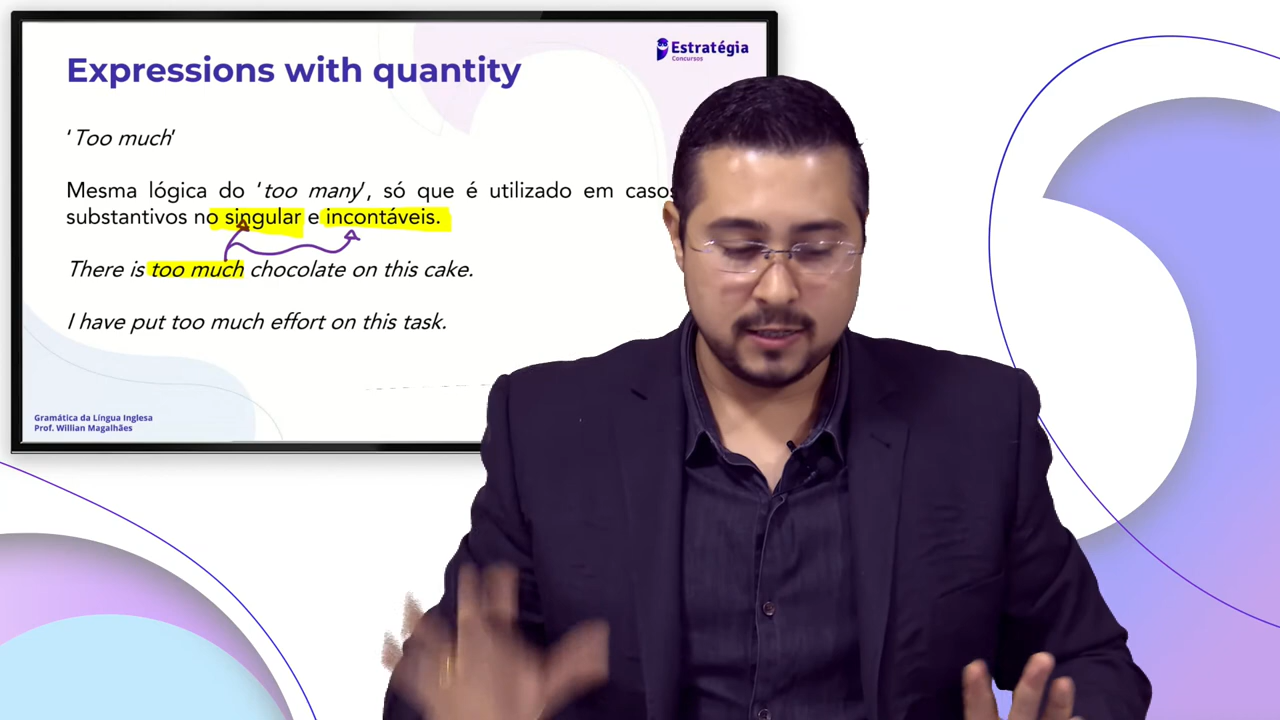 Expressions with quantity
Estratégia
Concursos
'Too much'
Mesma lógica do 'too many', só que é utilizado em casos
substantivos no singular e incontáveis.
There is too much chocolate on this cake.
I have put too much effort on this task.
Gramática da Língua Inglesa
Prof. Willian Magalhães